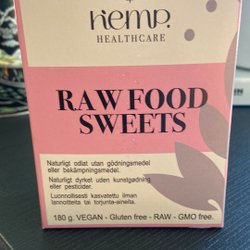 Hemp.
HEALTHCARE
RAW FOOD
SWEETS
Naturligt odlat utan gödningsmedel
eller bekämpningsmedel.
Naturligt dyrket uden kunstgødning
eller pesticider.
Luonnollisesti kasvatettu ilman
lannoitteita tai torjunta-aineita.
180 g. VEGAN - Gluten free - RAW - GMO free.